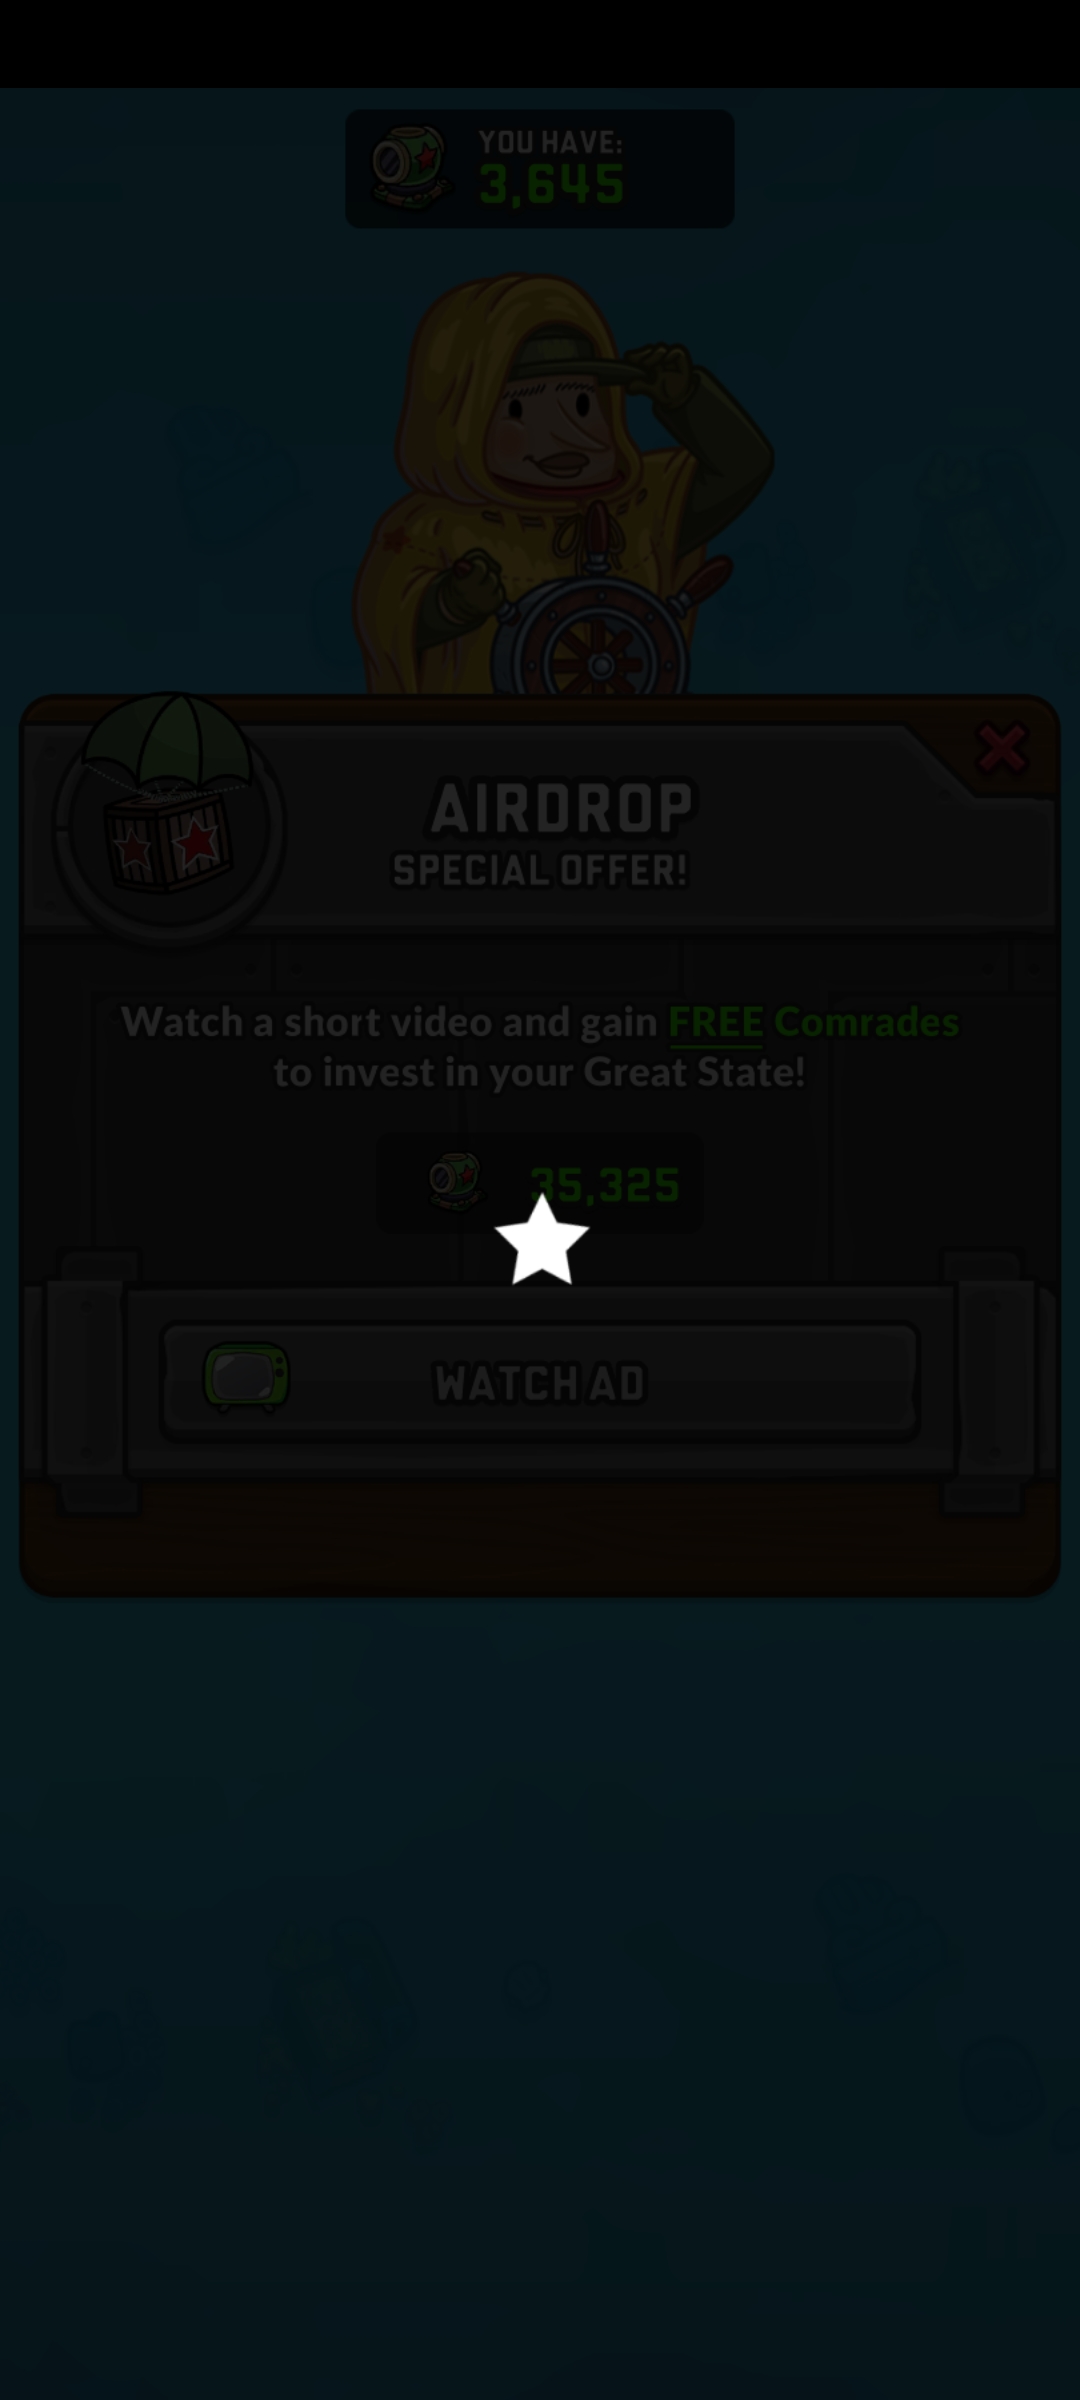 YOU HAVE:
3,645
AIRDROP
SPECIAL OFFER!
Watch a short video and gain FREE Comrades
to invest in your Great State!
35,325
WATCH AD